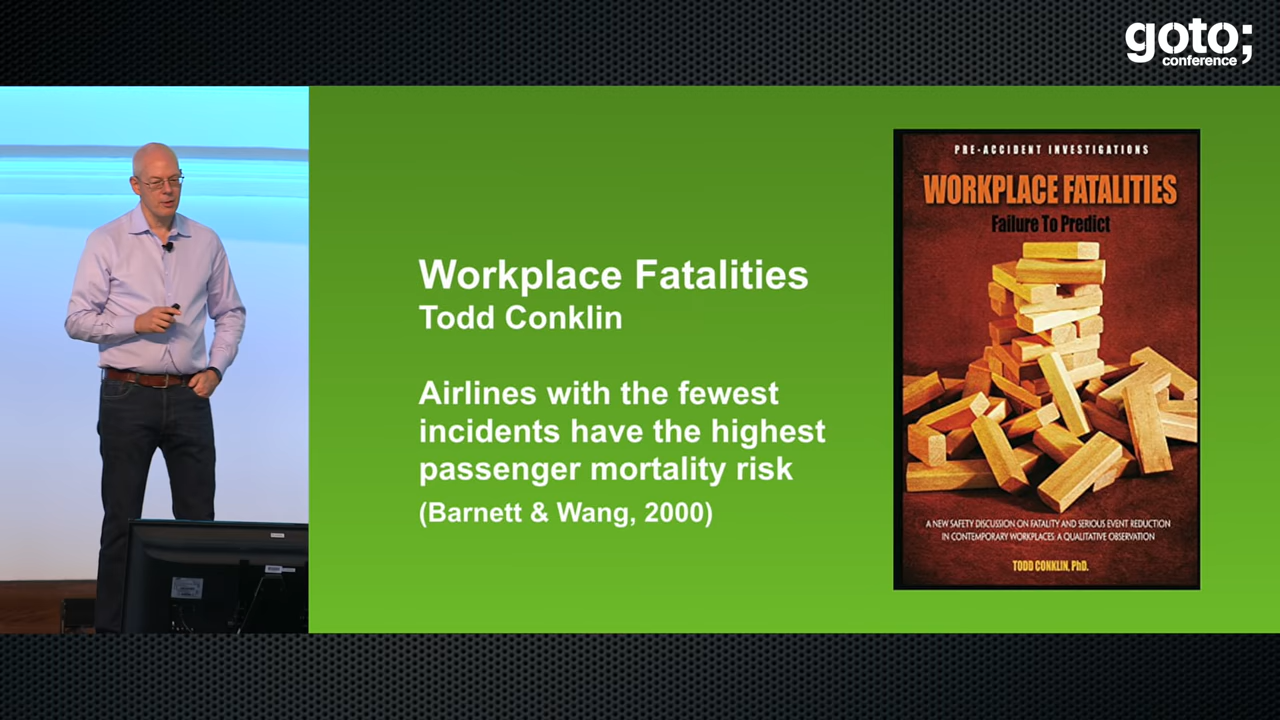 goto;
conference
Workplace Fatalities
Todd Conklin
Airlines with the fewest
incidents have the highest
passenger mortality risk
(Barnett & Wang, 2000)
PRE-ACCIDENT INVESTIGATIONS
WORKPLACE FATALITIES
Failure To Predict
A NEW SAFETY DISCUSSION ON FATALITY AND SERIOUS EVENT REDUCTION
IN CONTEMPORARY WORKPLACES: A QUALITATIVE OBSERVATION
TODD CONKLIN, PhD.